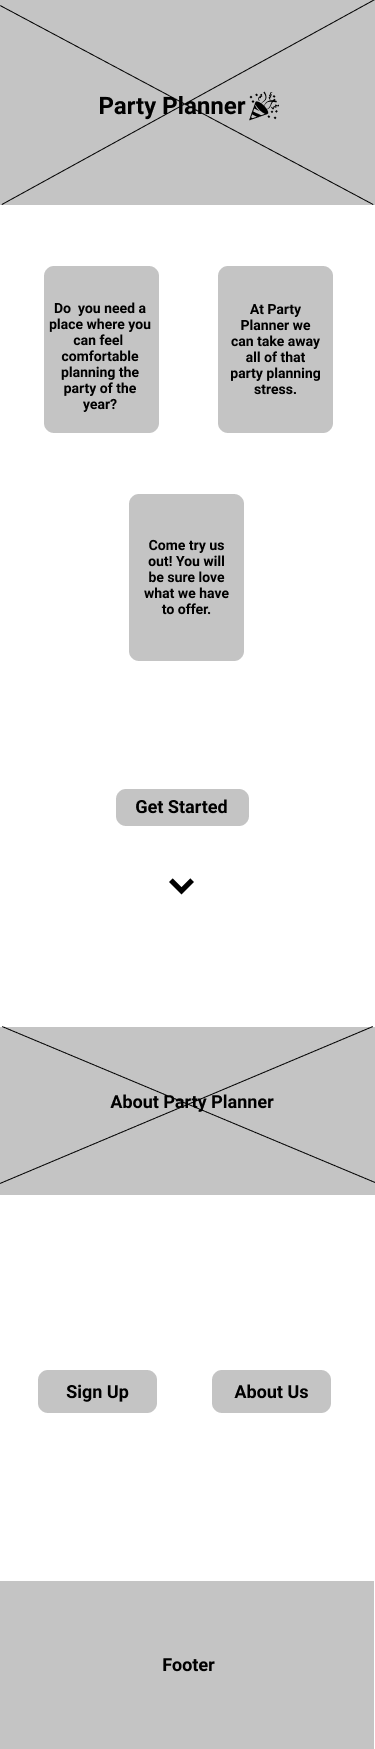 Party Planner
Do  you need a
place where you
can feel
comfortable
planning the
party of the
year?
At Party
Planner we
can take away
all of that
party planning
stress.
Come try us
out! You will
be sure love
what we have
to offer.
Get Started
About Party Planner
Sign Up
About Us
Footer